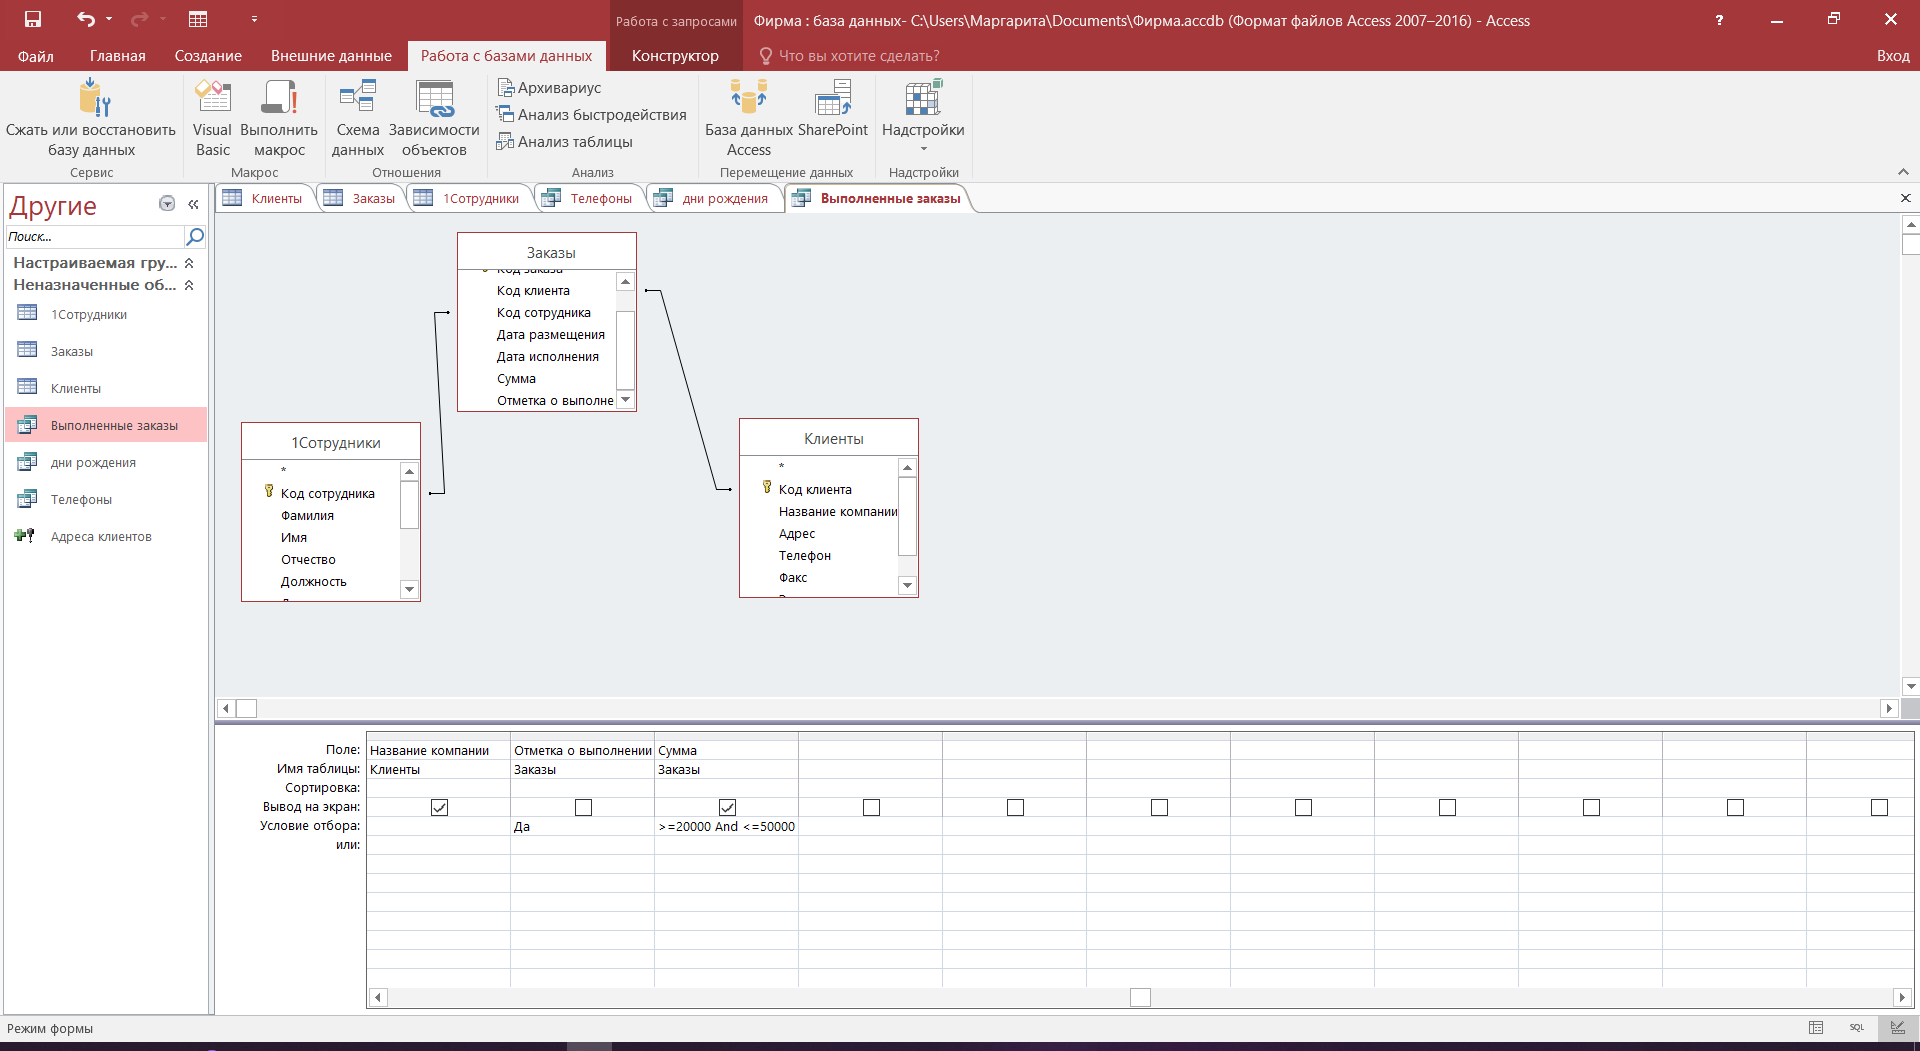 Работа с запросами
Фирма : база данных- C:\Users\Маргарита\Documents\Фирма.accdb (Формат файлов Access 2007–2016) - Access
?
Файл
Главная
Создание
Внешние данные
Работа с базами данных
Конструктор
Что вы хотите сделать?
Вход
Сжать или восстановить
базу данных
Сервис
Visual
Basic
Выполнить
макрос
Макрос
Схема
данных
Зависимости
объектов
Отношения
Архивариус
Анализ быстродействия
Анализ таблицы
Анализ
База данных
Access
SharePoint
Перемещение данных
Надстройки
Надстройки
Другие
Поиск...
Настраиваемая гру...
Неназначенные об...
1Сотрудники
Заказы
Клиенты
Выполненные заказы
дни рождения
Телефоны
Адреса клиентов
Клиенты
Заказы
1Сотрудники
Телефоны
дни рождения
Выполненные заказы
Заказы
Код заказа
Код клиента
Код сотрудника
Дата размещения
Дата исполнения
Сумма
Отметка о выполне
1Сотрудники
*
Код сотрудника
Фамилия
Имя
Отчество
Должность
Клиенты
*
Код клиента
Название компании
Адрес
Телефон
Факс
Поле: Название компании Отметка о выполнении Сумма
Имя таблицы: Клиенты Заказы Заказы
Сортировка:
Вывод на экран:
Условие отбора: Да >=20000 And <=50000
или:
Режим формы
SQL